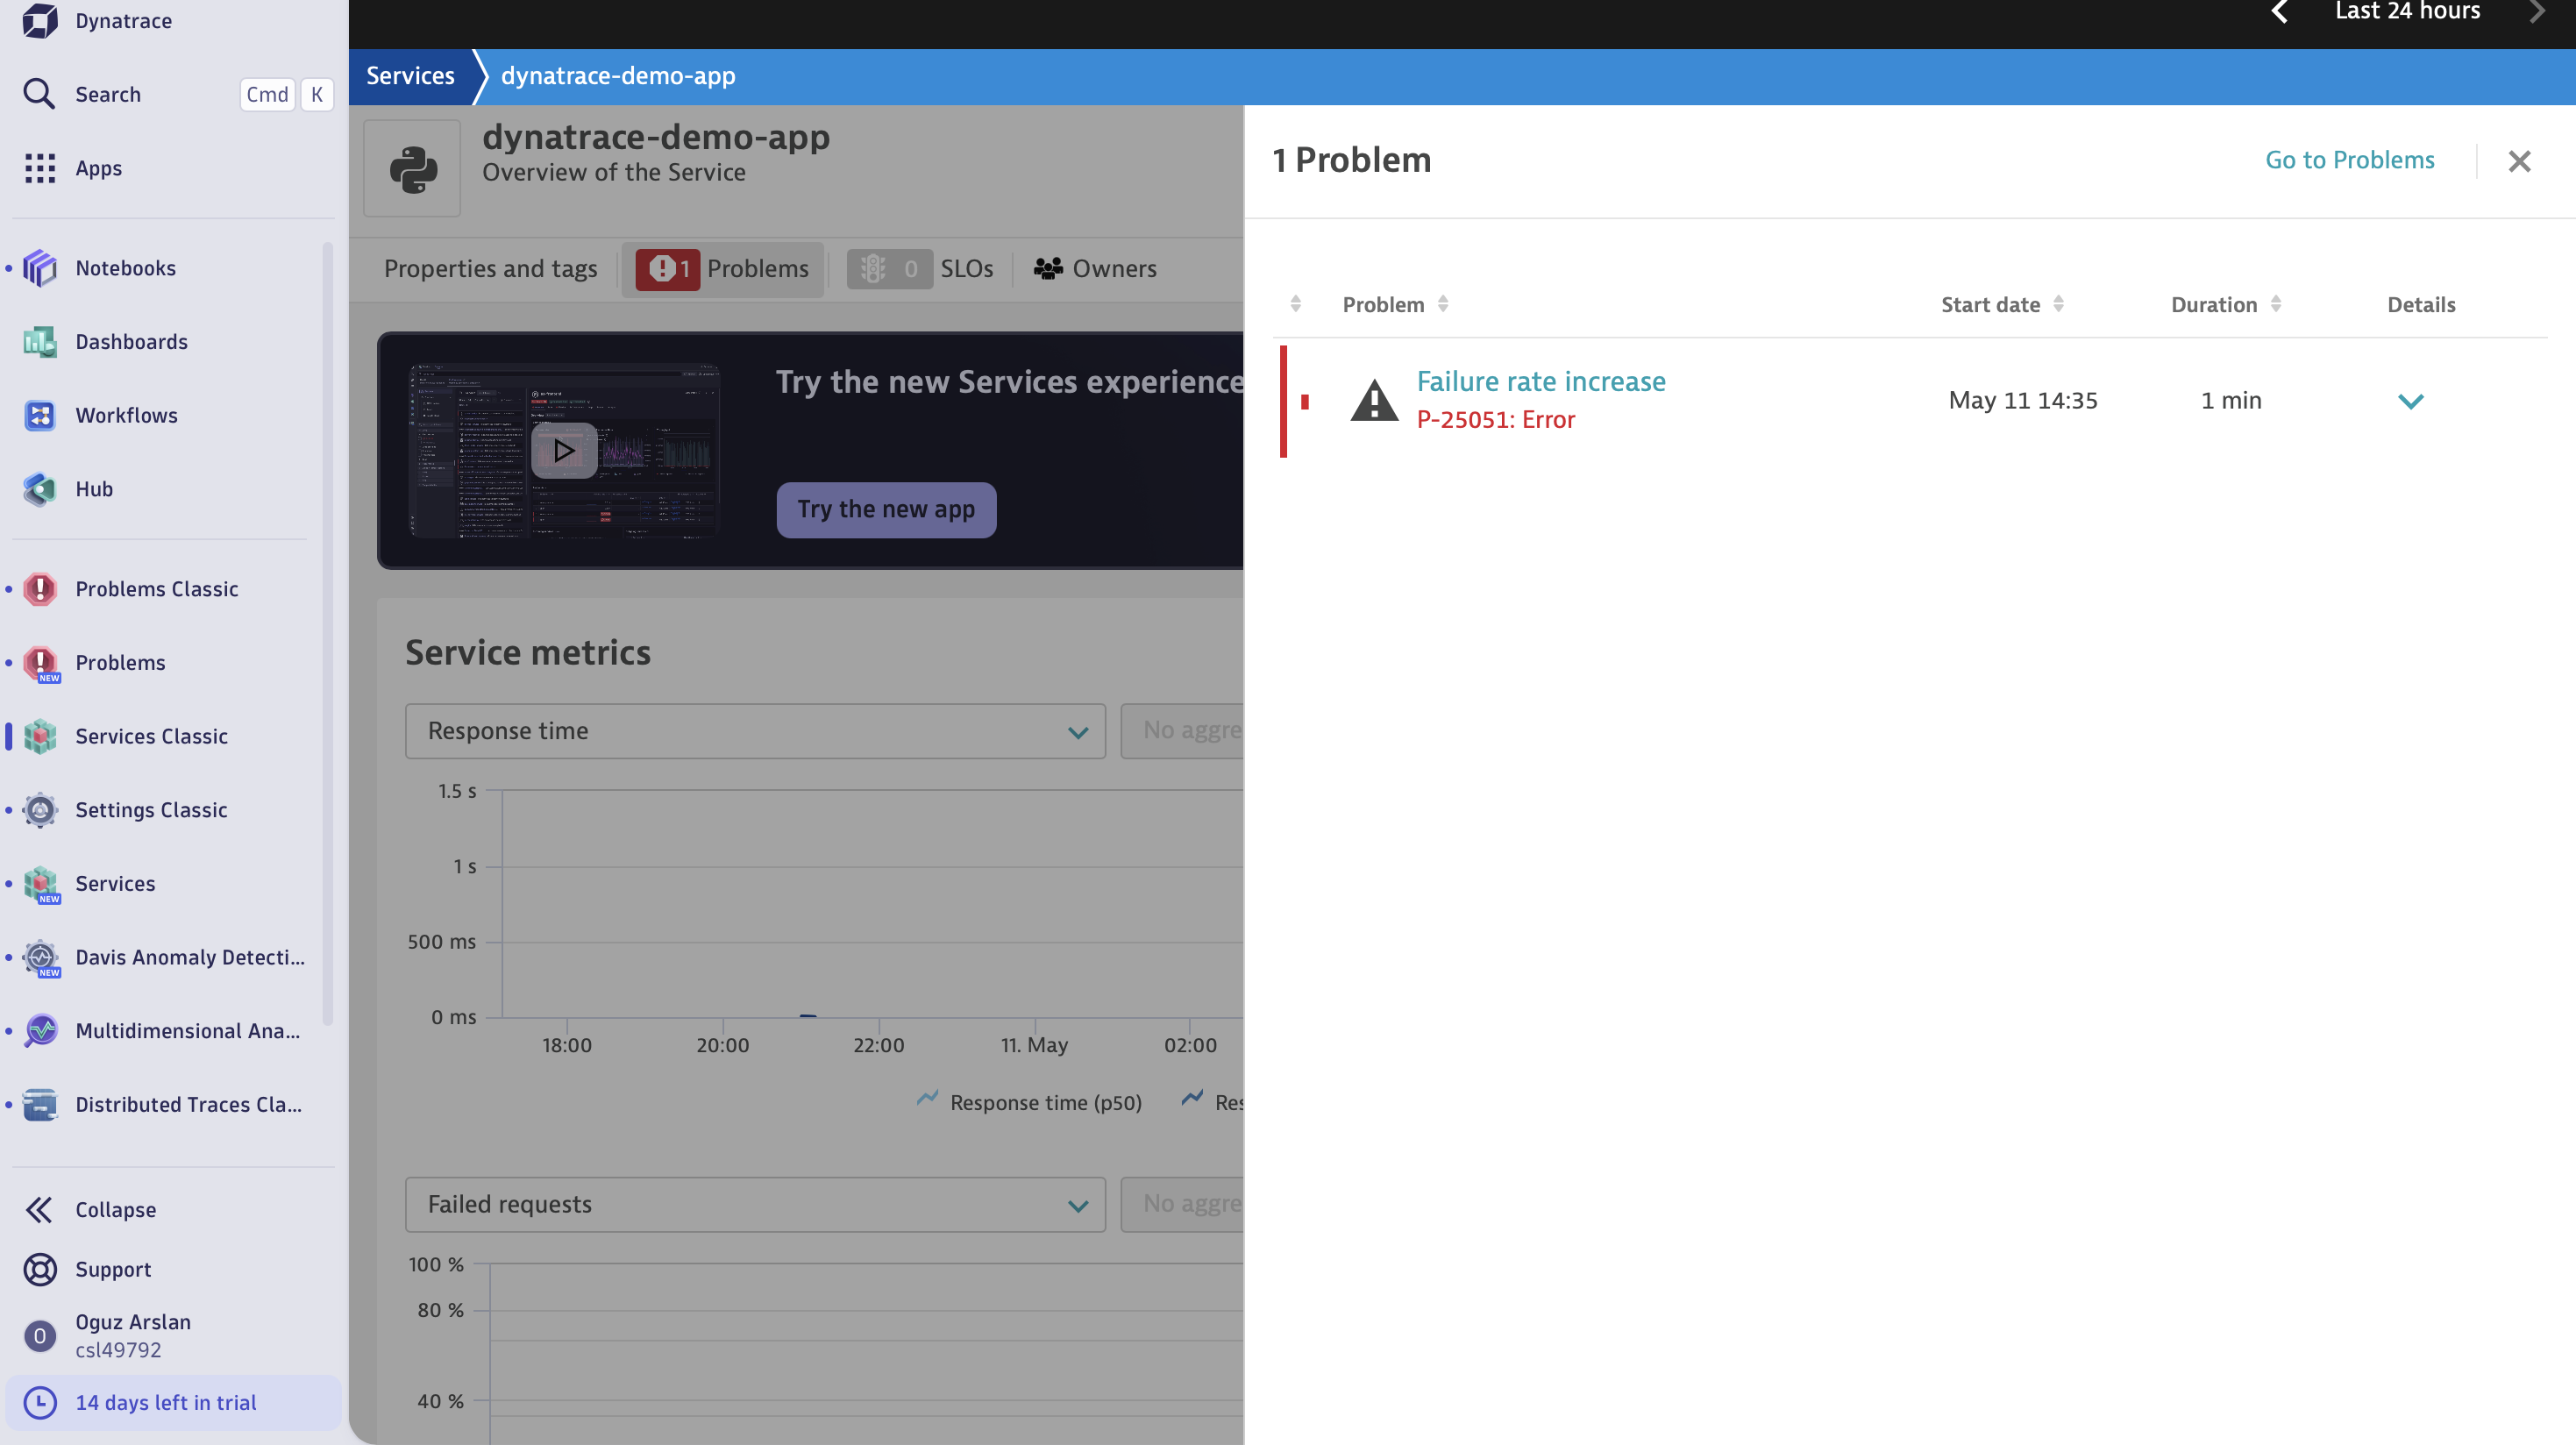 Dynatrace
Search Cmd K
Apps
Notebooks
Dashboards
Workflows
Hub
Problems Classic
Problems
NEW
Services Classic
Settings Classic
Services
NEW
Davis Anomaly Detecti...
NEW
Multidimensional Ana...
Distributed Traces Cla...
Collapse
Support
O
Oguz Arslan
csl49792
14 days left in trial
Last 24 hours
Services dynatrace-demo-app
dynatrace-demo-app
Overview of the Service
Properties and tags 1 Problems 0 SLOs Owners
Try the new Services experience
Try the new app
Service metrics
Response time No aggre
1.5 s
1 s
500 ms
0 ms
18:00 20:00 22:00 11. May 02:00
Response time (p50) Res
Failed requests No aggre
100 %
80 %
40 %
1 Problem Go to Problems
Problem Start date Duration Details
Failure rate increase
P-25051: Error
May 11 14:35 1 min